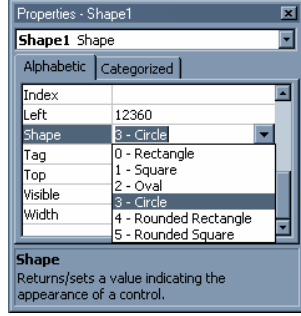 Properties - Shape1
Shape1 Shape
Alphabetic Categorized
Index
Left 12360
Shape 3 - Circle
Tag 0 - Rectangle
Top 1 - Square
Visible 2 - Oval
Width 3 - Circle
4 - Rounded Rectangle
5 - Rounded Square
Shape
Returns/sets a value indicating the
appearance of a control.